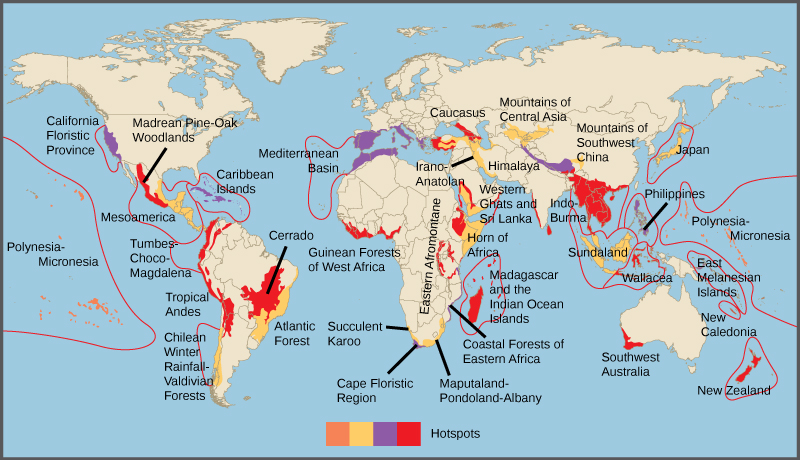 California
Floristic
Province
Madrean Pine-Oak
Woodlands
Caribbean
Islands
Mesoamerica
Polynesia-
Micronesia
Tumbes-
Choco-
Magdalena
Cerrado
Tropical
Andes
Atlantic
Forest
Chilean
Winter
Rainfall-
Valdivian
Forests
Mediterranean
Basin
Caucasus
Mountains of
Central Asia
Irano-
Anatolan
Mountains of
Southwest
China
Himalaya
Japan
Western
Ghats and
Sri Lanka
Indo-
Burma
Philippines
Polynesia-
Micronesia
Guinean Forests
of West Africa
Eastern Afromontane
Horn of
Africa
Sundaland
Wallacea
East
Melanesian
Islands
Madagascar
and the
Indian Ocean
Islands
New
Caledonia
Succulent
Karoo
Coastal Forests of
Eastern Africa
Cape Floristic
Region
Maputaland-
Pondoland-Albany
Southwest
Australia
New Zealand
Hotspots